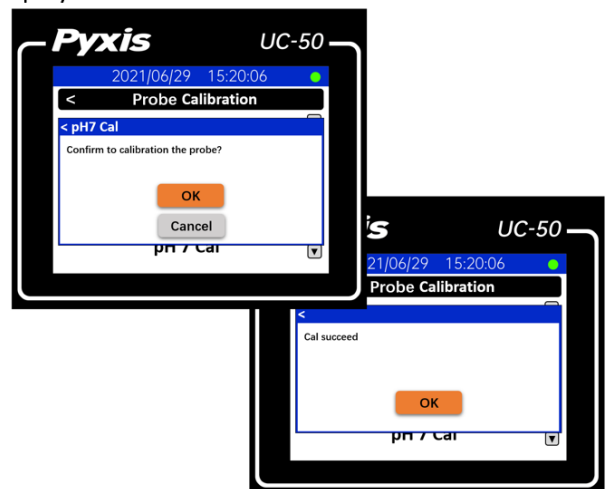 Pyxis UC-50
2021/06/29 15:20:06
< Probe Calibration
< pH7 Cal
Confirm to calibration the probe?
OK
Cancel
pH 7 Cal
is UC-50
21/06/29 15:20:06
Probe Calibration
<
Cal succeed
OK
pH 7 Cal